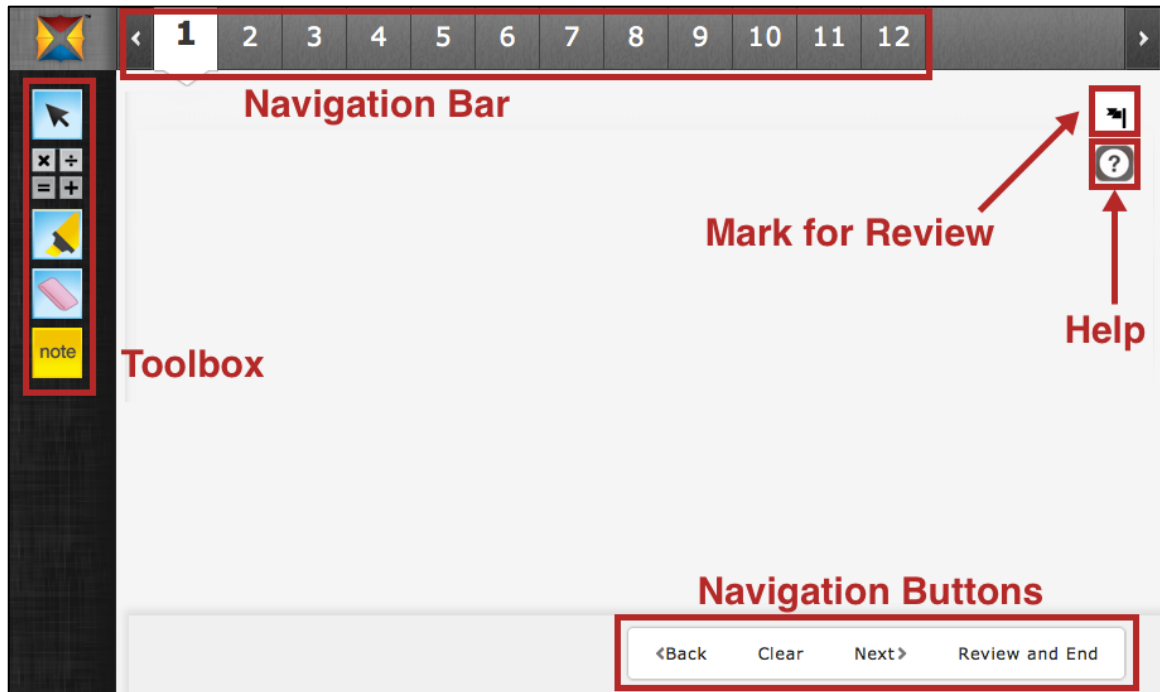 1 2 3 4 5 6 7 8 9 10 11 12
Navigation Bar
Mark for Review
Help
note
Toolbox
Navigation Buttons
‹Back Clear Next› Review and End